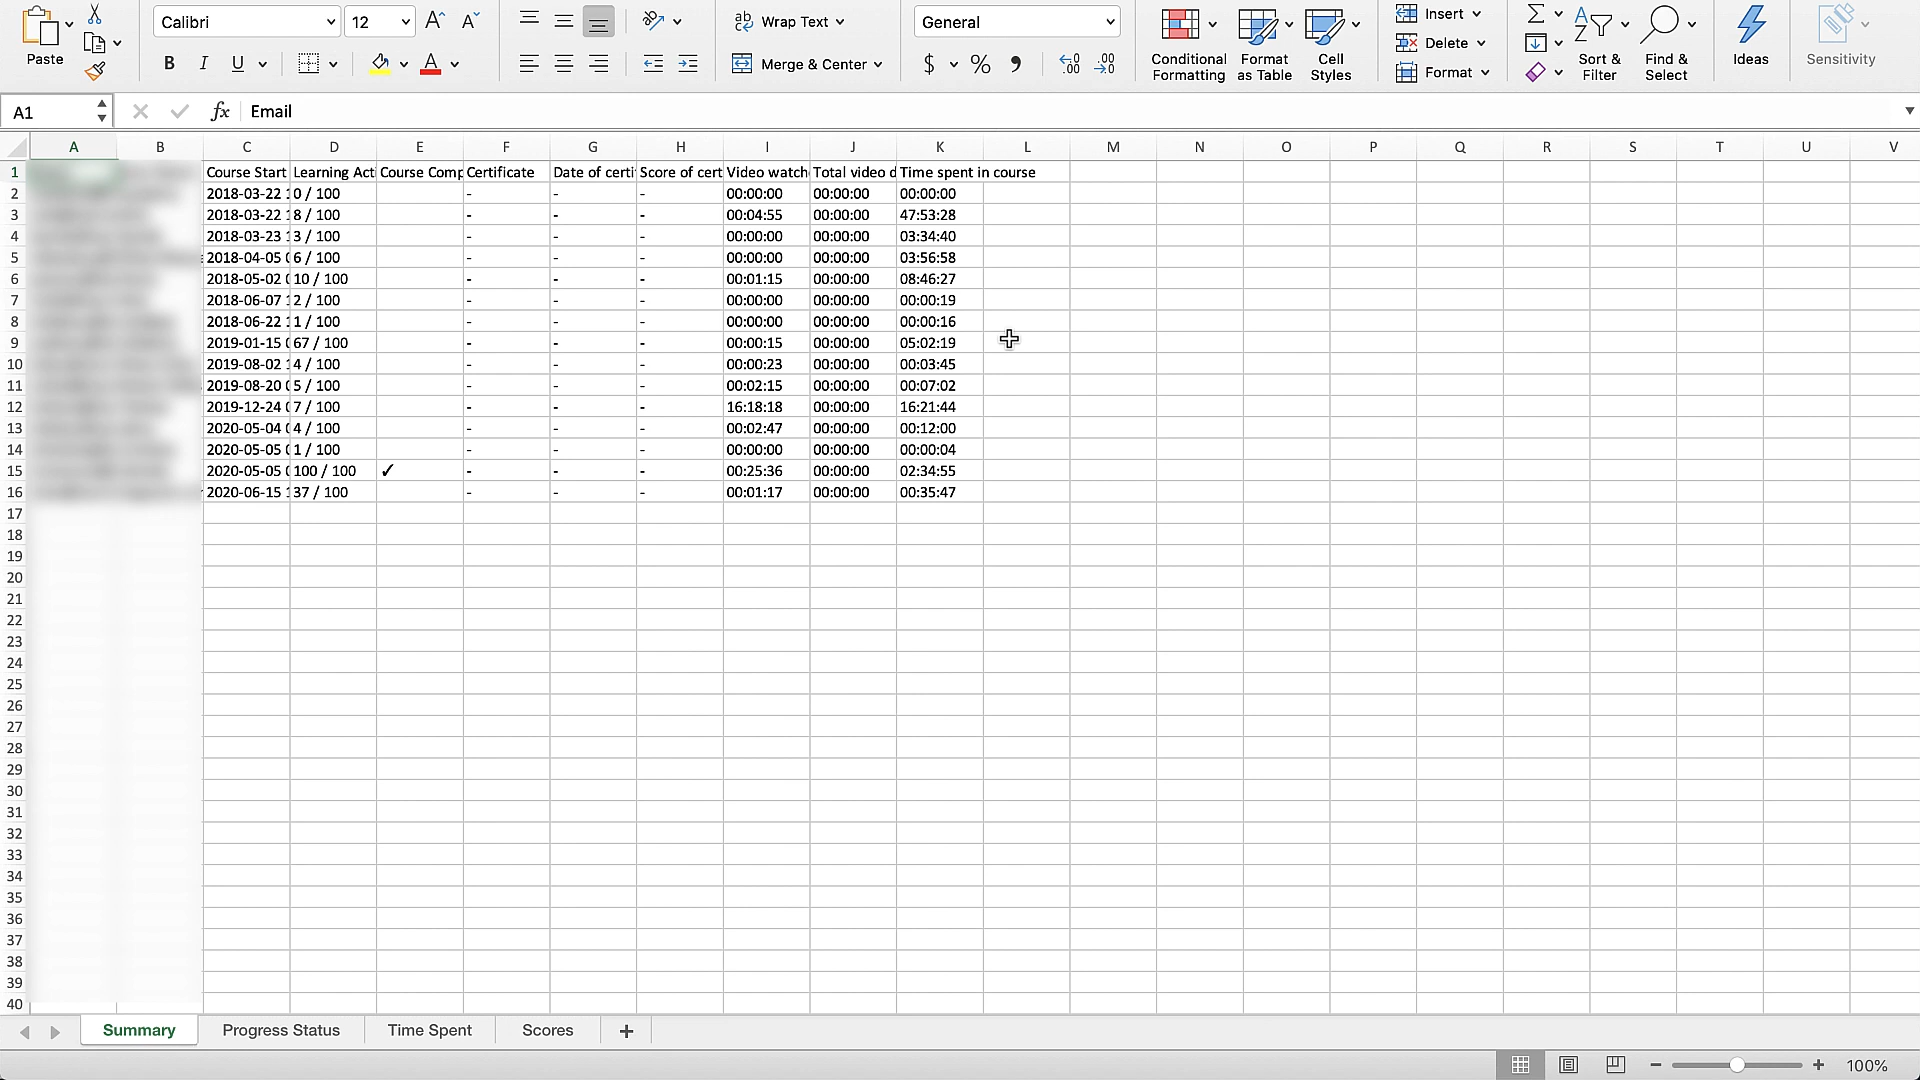 Calibri 12 Wrap Text General Insert
Paste B I U Merge & Center $ % Conditional Formatting Format as Table Cell Styles Delete Format Sort & Filter Find & Select Ideas Sensitivity
A1 fx Email
A B C D E F G H I J K L M N O P Q R S T U V
1 Course Start Learning Act Course Comp Certificate Date of certi Score of cert Video watch Total video d Time spent in course
2 2018-03-22 1 0 / 100 - - - 00:00:00 00:00:00 00:00:00
3 2018-03-22 1 8 / 100 - - - 00:04:55 00:00:00 47:53:28
4 2018-03-23 1 3 / 100 - - - 00:00:00 00:00:00 03:34:40
5 2018-04-05 0 6 / 100 - - - 00:00:00 00:00:00 03:56:58
6 2018-05-02 0 10 / 100 - - - 00:01:15 00:00:00 08:46:27
7 2018-06-07 1 2 / 100 - - - 00:00:00 00:00:00 00:00:19
8 2018-06-22 1 1 / 100 - - - 00:00:00 00:00:00 00:00:16
9 2019-01-15 0 67 / 100 - - - 00:00:15 00:00:00 05:02:19
10 2019-08-02 1 4 / 100 - - - 00:00:23 00:00:00 00:03:45
11 2019-08-20 0 5 / 100 - - - 00:02:15 00:00:00 00:07:02
12 2019-12-24 0 7 / 100 - - - 16:18:18 00:00:00 16:21:44
13 2020-05-04 0 4 / 100 - - - 00:02:47 00:00:00 00:12:00
14 2020-05-05 0 1 / 100 - - - 00:00:00 00:00:00 00:00:04
15 2020-05-05 0 100 / 100 ✓ - - - 00:25:36 00:00:00 02:34:55
16 2020-06-15 1 37 / 100 - - - 00:01:17 00:00:00 00:35:47
17
18
19
20
21
22
23
24
25
26
27
28
29
30
31
32
33
34
35
36
37
38
39
40
Summary Progress Status Time Spent Scores +
100%